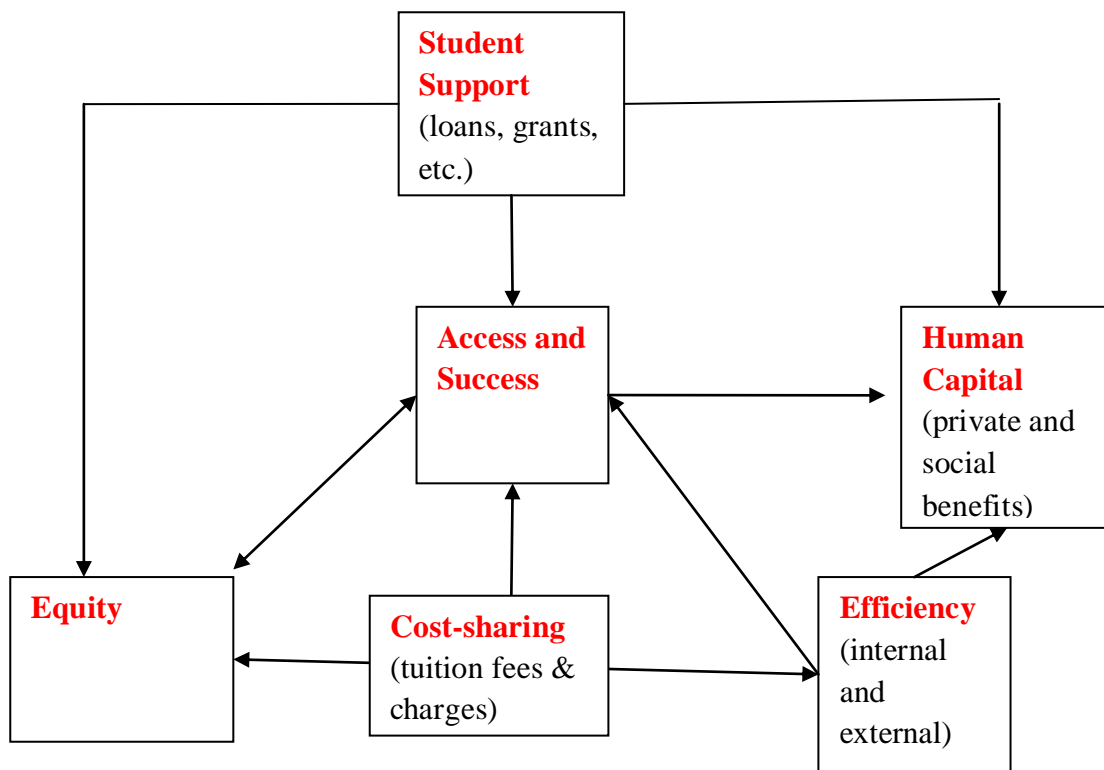 Student
Support
(loans, grants,
etc.)
Access and
Success
Human
Capital
(private and
social
benefits)
Equity
Cost-sharing
(tuition fees &
charges)
Efficiency
(internal
and
external)